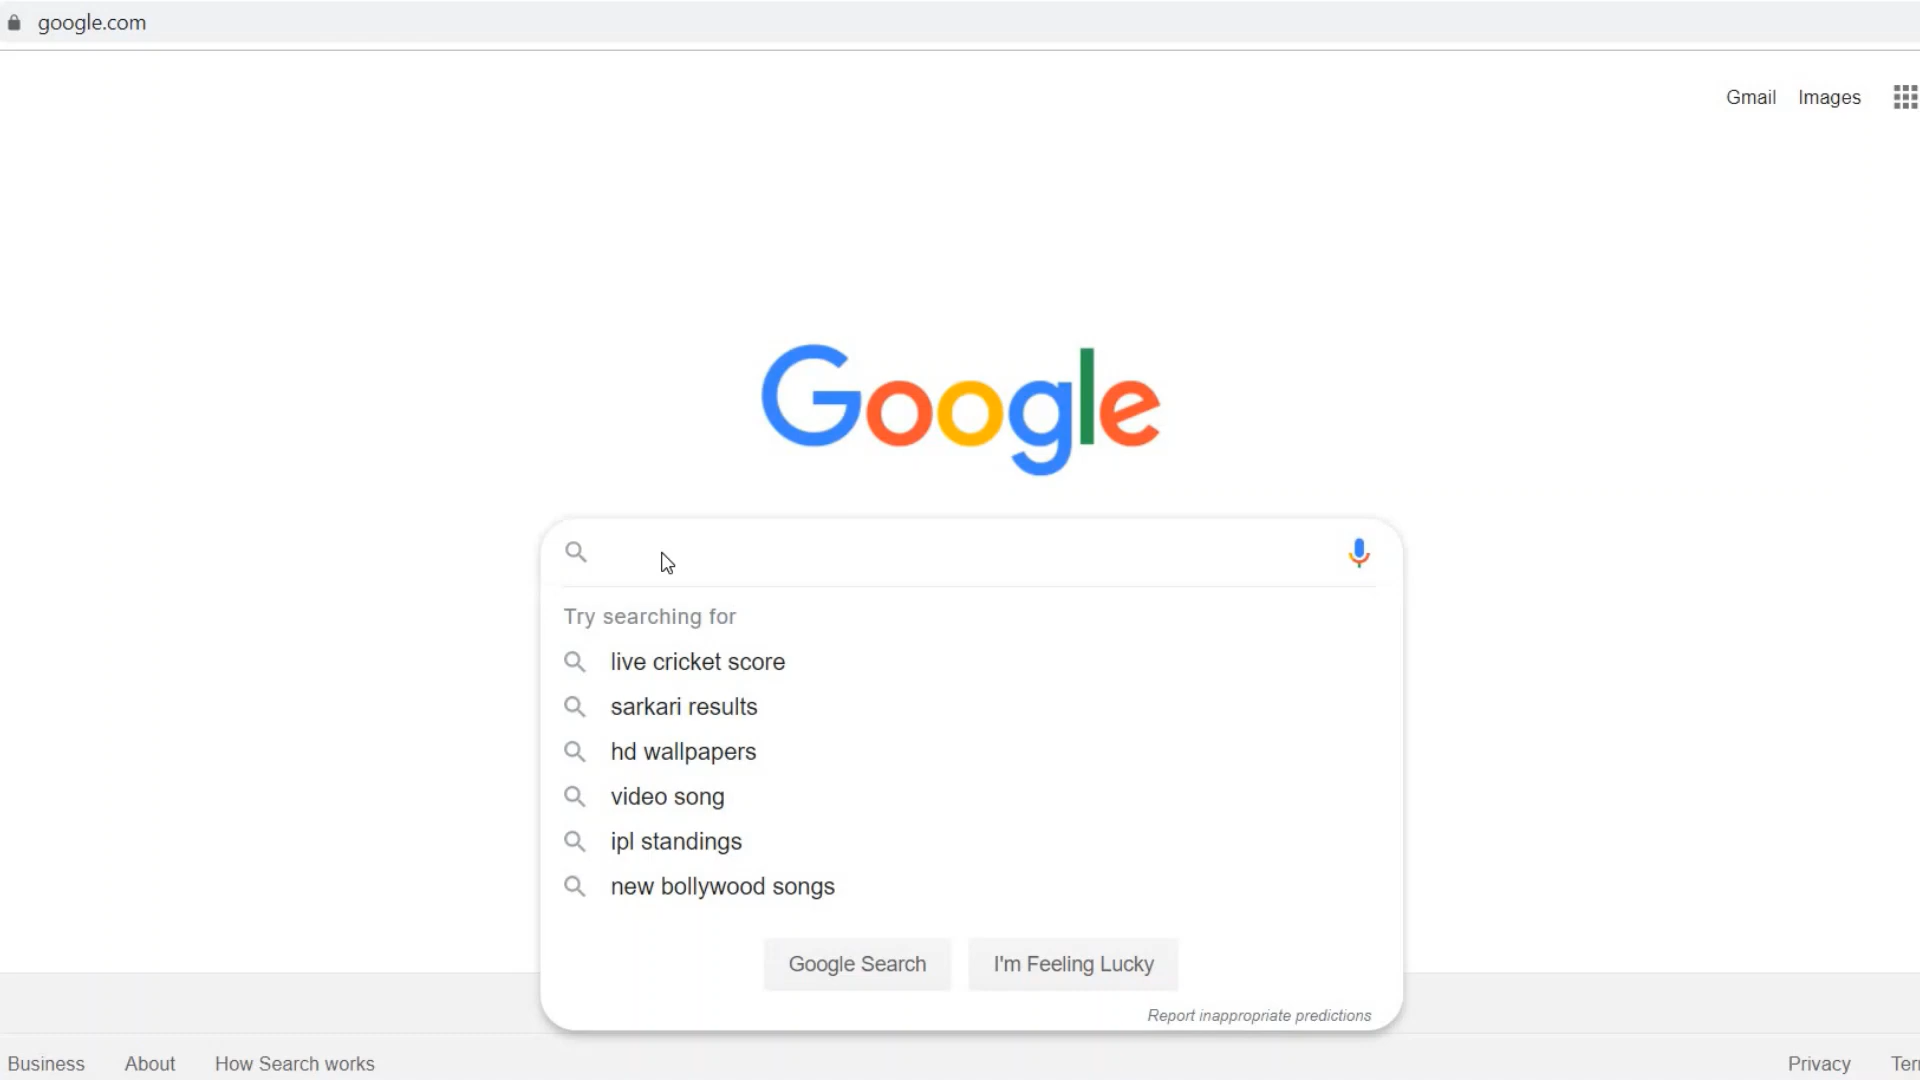 google.com
Gmail Images
Google
Try searching for
live cricket score
sarkari results
hd wallpapers
video song
ipl standings
new bollywood songs
Google Search I'm Feeling Lucky
Report inappropriate predictions
Business About How Search works Privacy